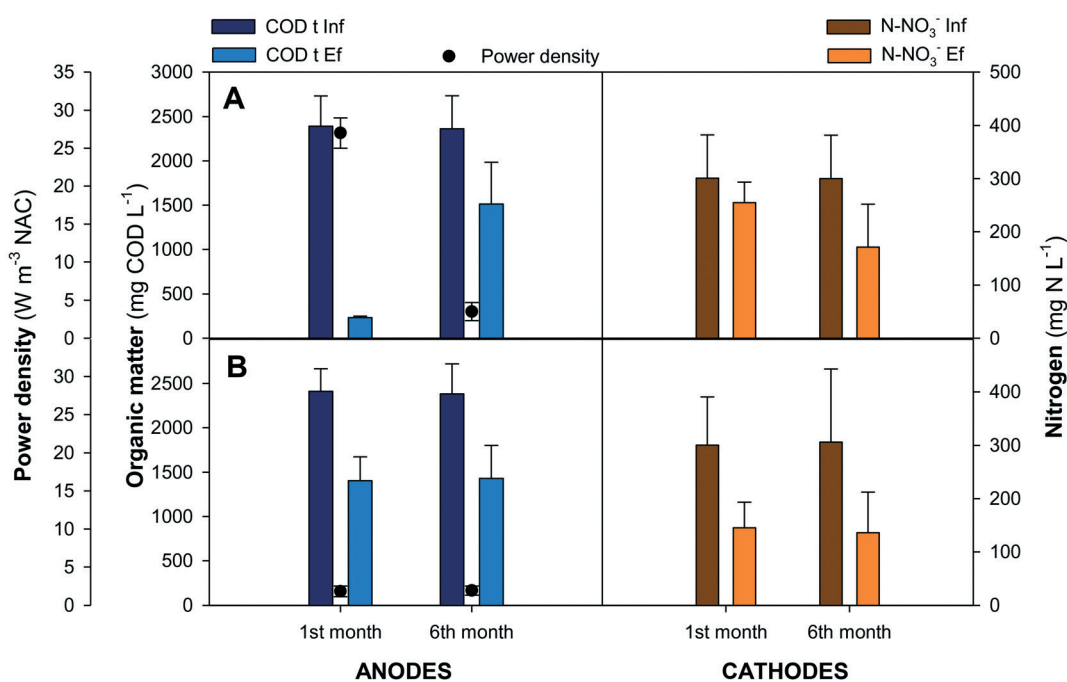 COD t Inf
COD t Ef
Power density
N-NO₃⁻ Inf
N-NO₃⁻ Ef
35
30
25
20
15
10
5
0
30
25
20
15
10
5
0
Power density (W m⁻³ NAC)
3000
2500
2000
1500
1000
500
0
2500
2000
1500
1000
500
0
Organic matter (mg COD L⁻¹)
A
B
500
400
300
200
100
0
400
300
200
100
0
Nitrogen (mg N L⁻¹)
1st month
6th month
1st month
6th month
ANODES
CATHODES